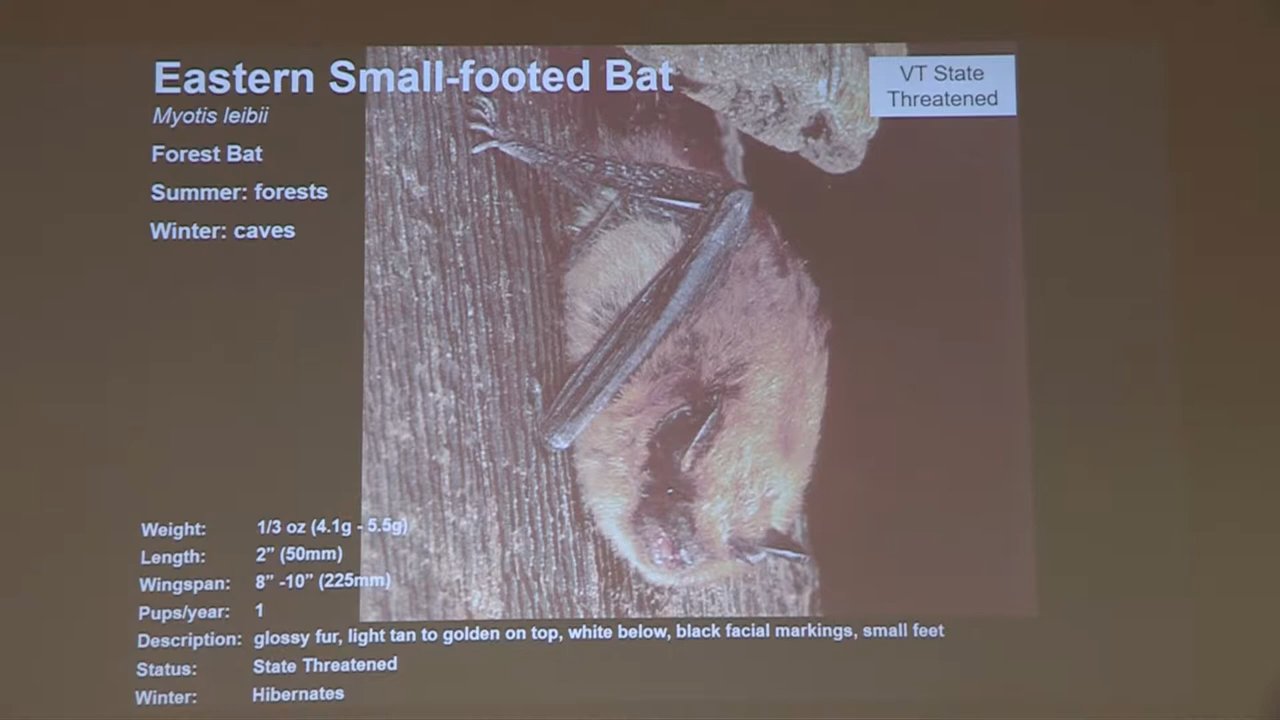 Eastern Small-footed Bat
VT State
Threatened
Myotis leibii
Forest Bat
Summer: forests
Winter: caves
Weight: 1/3 oz (4.1g - 5.5g)
Length: 2” (50mm)
Wingspan: 8” -10” (225mm)
Pups/year: 1
Description: glossy fur, light tan to golden on top, white below, black facial markings, small feet
Status: State Threatened
Winter: Hibernates